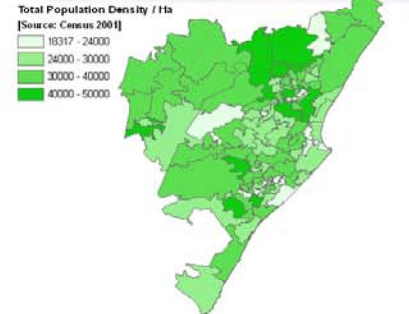 Total Population Density / Ha
[Source: Census 2001]
18317 - 24000
24000 - 30000
30000 - 40000
40000 - 50000